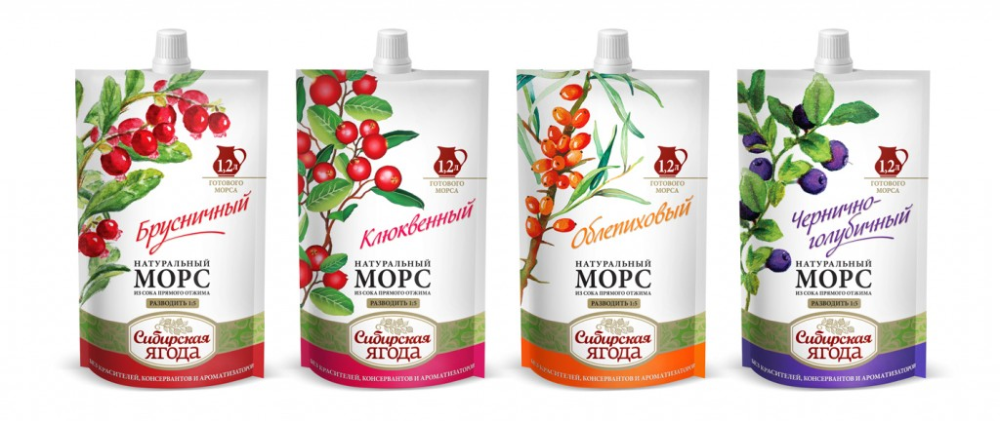 1,2л
ГОТОВОГО
МОРСА
Брусничный
НАТУРАЛЬНЫЙ
МОРС
ИЗ СОКА ПРЯМОГО ОТЖИМА
РАЗВОДИТЬ 1:5
Сибирская
ЯГОДА
БЕЗ КРАСИТЕЛЕЙ, КОНСЕРВАНТОВ И АРОМАТИЗАТОРОВ
1,2л
ГОТОВОГО
МОРСА
Клюквенный
НАТУРАЛЬНЫЙ
МОРС
ИЗ СОКА ПРЯМОГО ОТЖИМА
РАЗВОДИТЬ 1:5
Сибирская
ЯГОДА
БЕЗ КРАСИТЕЛЕЙ, КОНСЕРВАНТОВ И АРОМАТИЗАТОРОВ
1,2л
ГОТОВОГО
МОРСА
Облепиховый
НАТУРАЛЬНЫЙ
МОРС
ИЗ СОКА ПРЯМОГО ОТЖИМА
РАЗВОДИТЬ 1:5
Сибирская
ЯГОДА
БЕЗ КРАСИТЕЛЕЙ, КОНСЕРВАНТОВ И АРОМАТИЗАТОРОВ
1,2л
ГОТОВОГО
МОРСА
Чернично-
голубичный
НАТУРАЛЬНЫЙ
МОРС
ИЗ СОКА ПРЯМОГО ОТЖИМА
РАЗВОДИТЬ 1:5
Сибирская
ЯГОДА
БЕЗ КРАСИТЕЛЕЙ, КОНСЕРВАНТОВ И АРОМАТИЗАТОРОВ